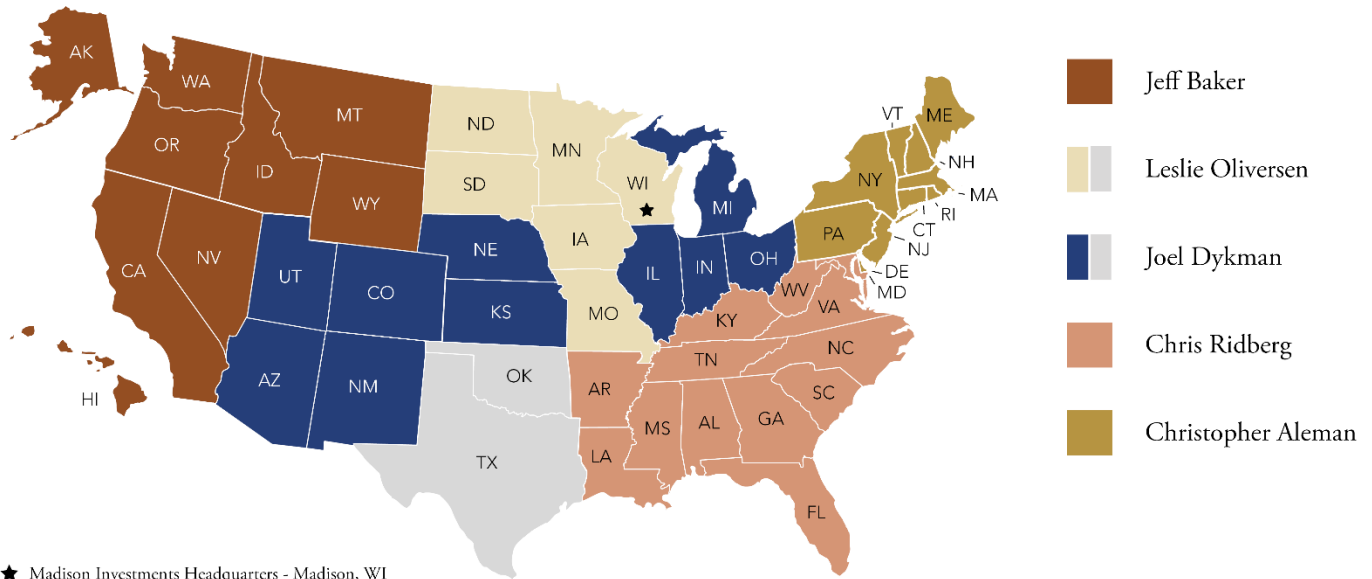 AK
WA
MT
OR
ID
WY
CA
NV
HI
ND
MN
SD
WI
IA
MO
NE
UT
CO
KS
IL
IN
OH
MI
AZ
NM
OK
TX
VT
ME
NH
NY
MA
RI
CT
PA
NJ
DE
MD
WV
VA
KY
TN
NC
AR
SC
MS
AL
GA
LA
FL
Jeff Baker
Leslie Oliversen
Joel Dykman
Chris Ridberg
Christopher Aleman
★ Madison Investments Headquarters - Madison, WI